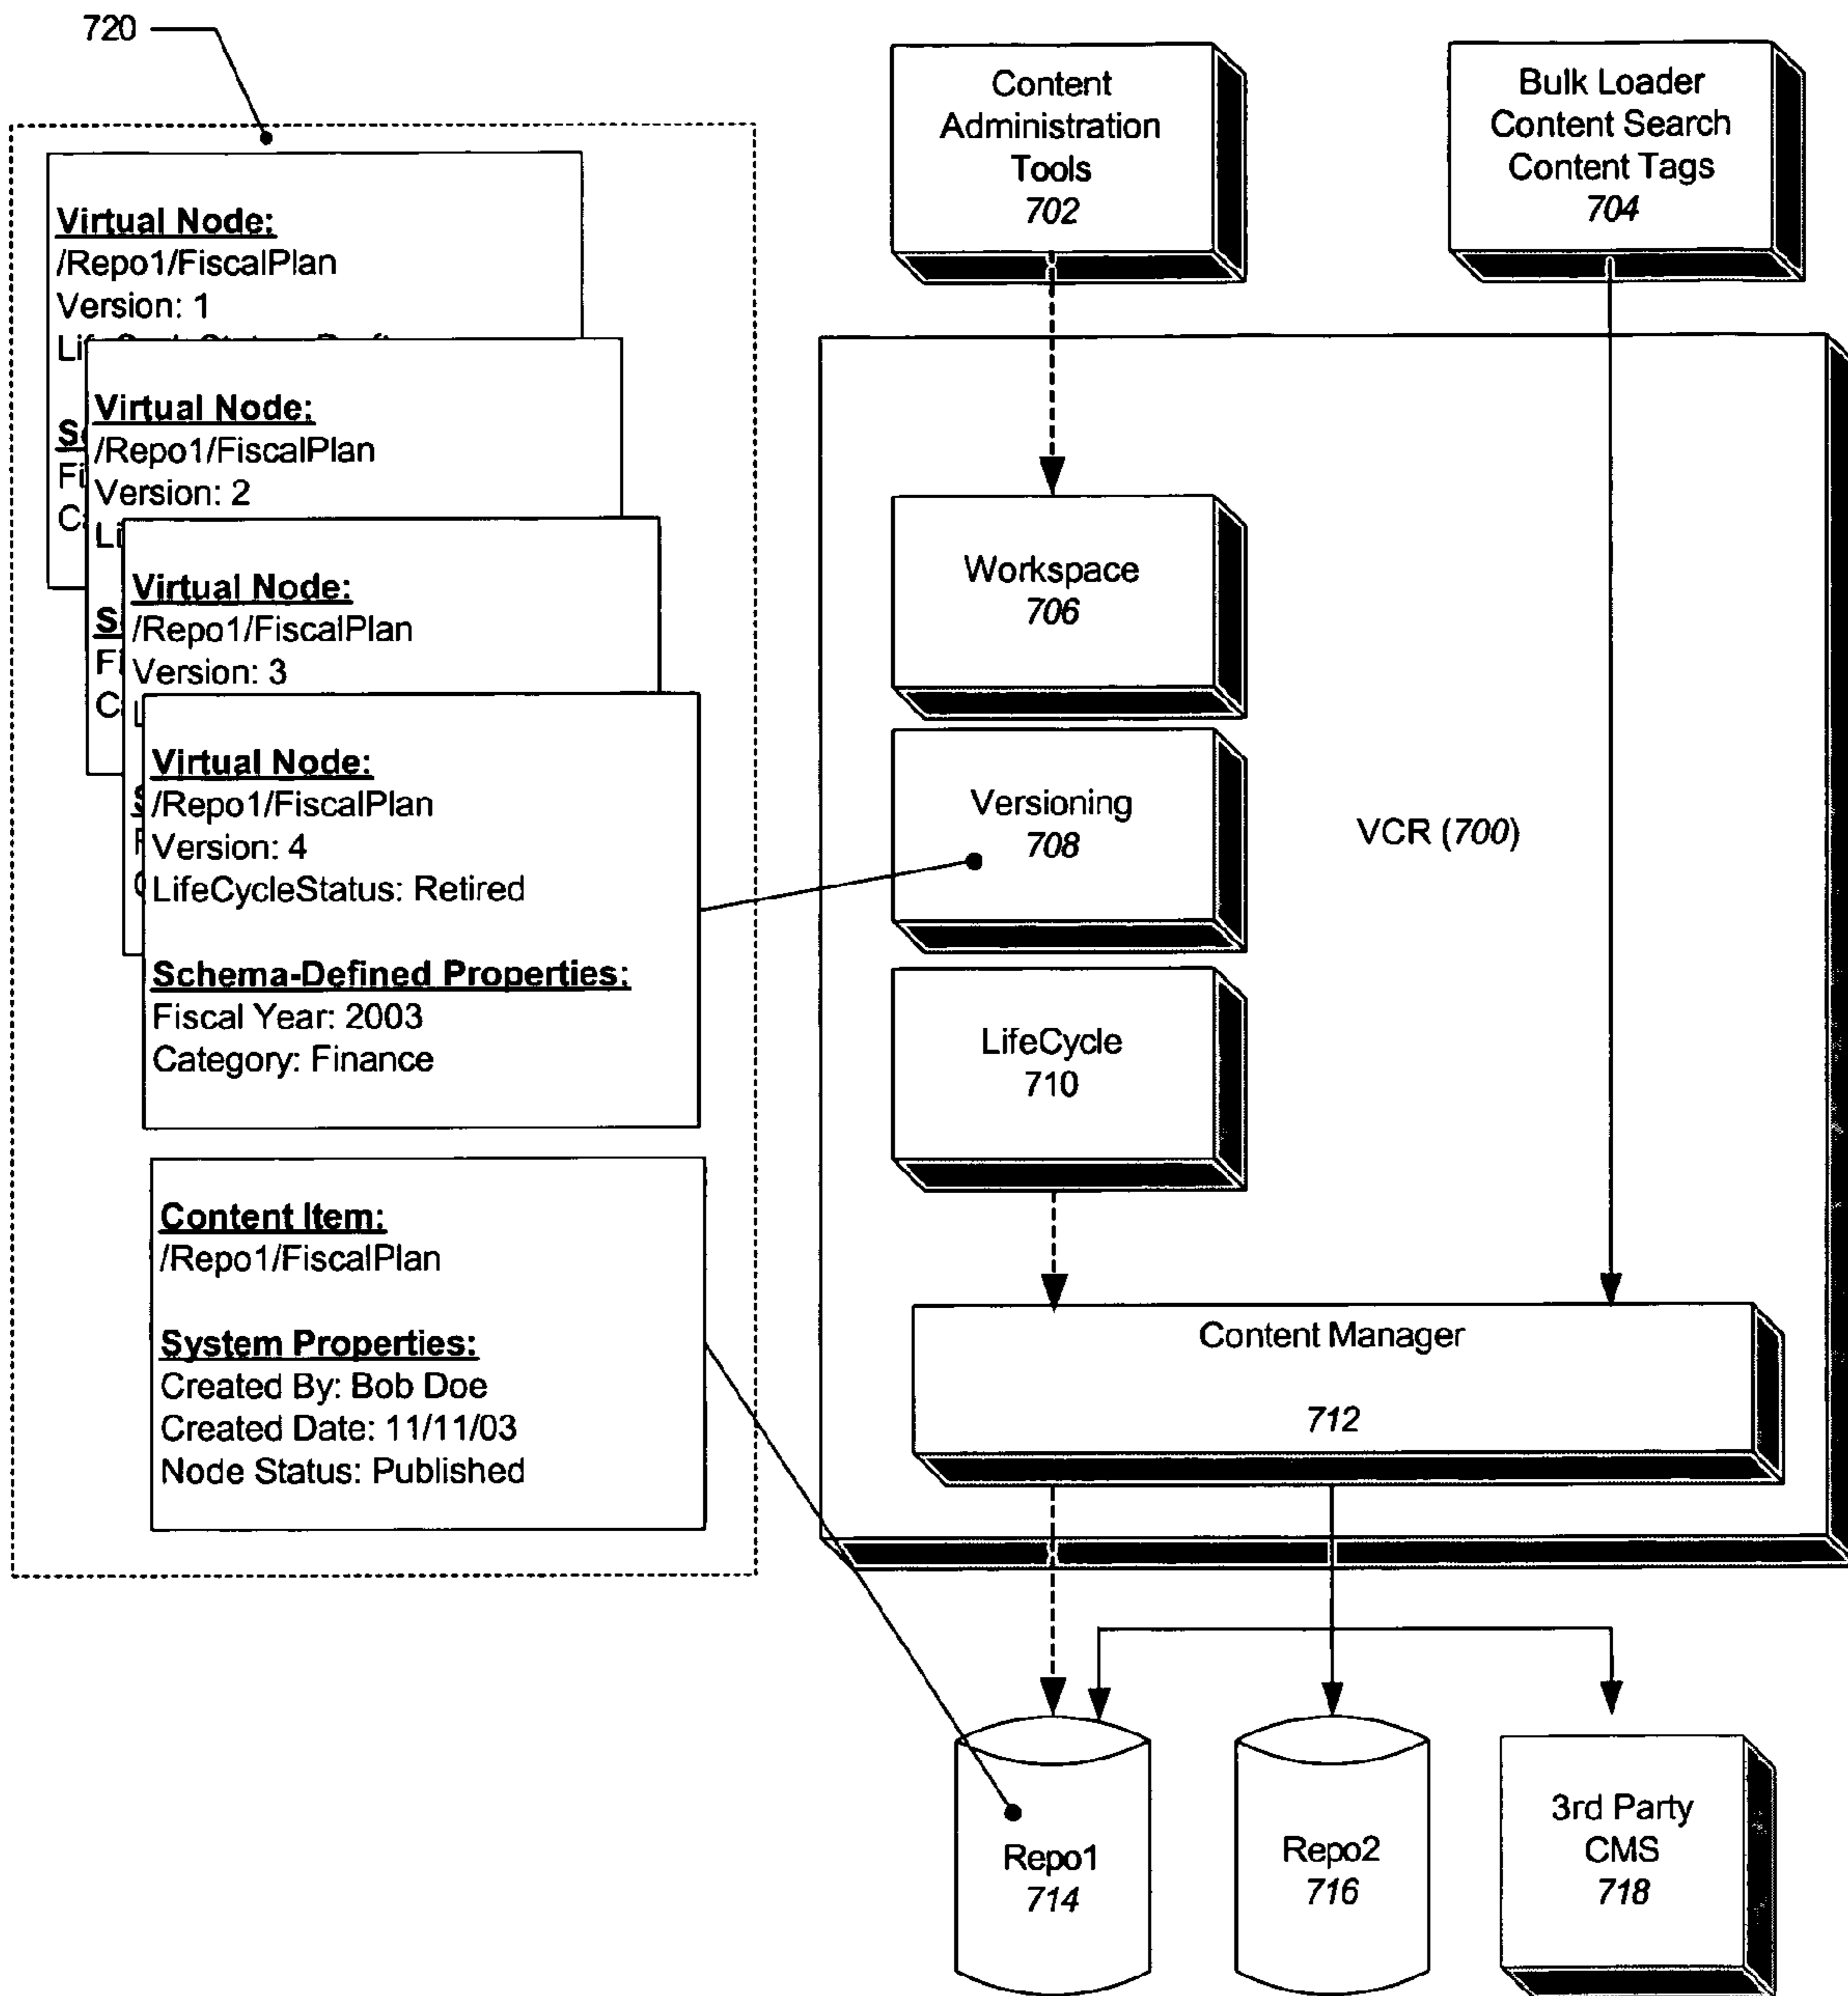 720
Virtual Node:
/Repo1/FiscalPlan
Version: 1
Virtual Node:
/Repo1/FiscalPlan
Version: 2
Virtual Node:
/Repo1/FiscalPlan
Version: 3
Virtual Node:
/Repo1/FiscalPlan
Version: 4
LifeCycleStatus: Retired
Schema-Defined Properties:
Fiscal Year: 2003
Category: Finance
Content Item:
/Repo1/FiscalPlan
System Properties:
Created By: Bob Doe
Created Date: 11/11/03
Node Status: Published
Content
Administration
Tools
702
Bulk Loader
Content Search
Content Tags
704
Workspace
706
Versioning
708
VCR (700)
LifeCycle
710
Content Manager
712
Repo1
714
Repo2
716
3rd Party
CMS
718